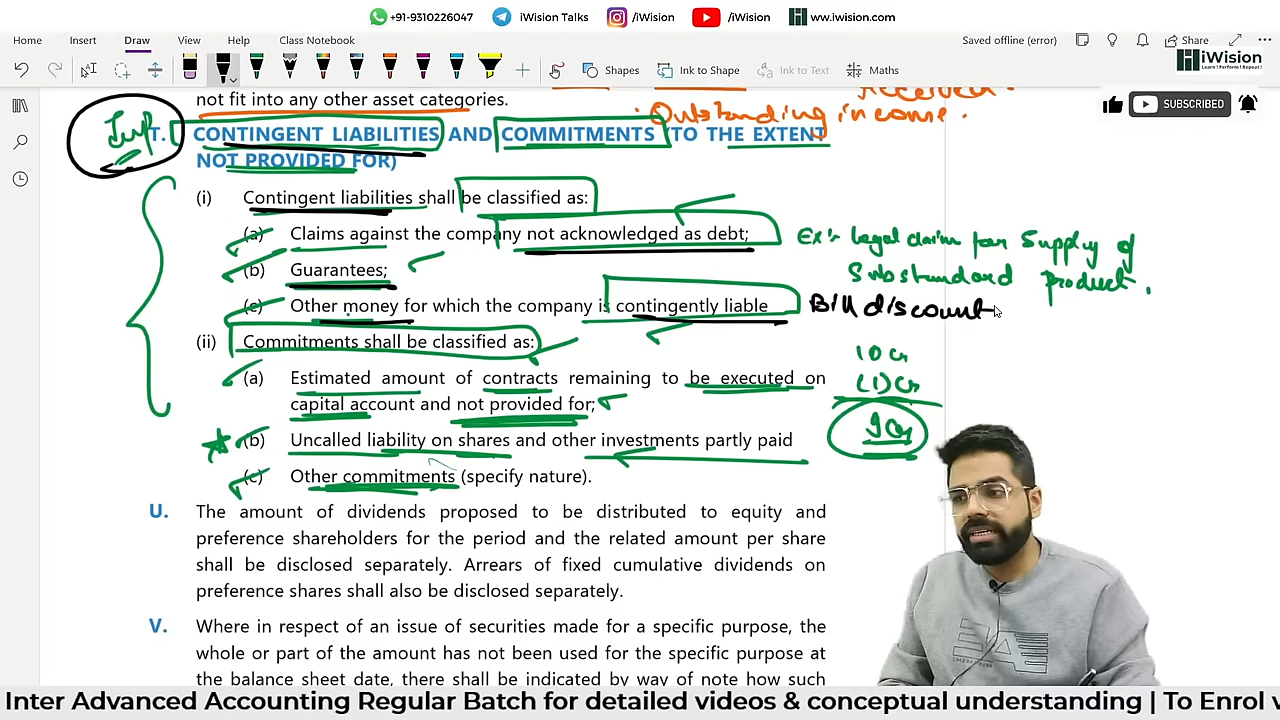 +91-9310226047 iWision Talks /iWision /iWision ww.iwision.com
Home Insert Draw View Help Class Notebook Saved offline (error) Share
Shapes Ink to Shape Ink to Text Maths
iWision
Learn ! Perform ! Repeat !
SUBSCRIBED
not fit into any other asset categories.
Received.
Outstanding income.
Imp
T. CONTINGENT LIABILITIES AND COMMITMENTS (TO THE EXTENT
NOT PROVIDED FOR)
(i) Contingent liabilities shall be classified as:
(a) Claims against the company not acknowledged as debt;
Ex:- legal claim for Supply of
Substandard product.
(b) Guarantees;
(c) Other money for which the company is contingently liable
Bill discount
(ii) Commitments shall be classified as:
10 Cr
(1) Cr
9 Cr
(a) Estimated amount of contracts remaining to be executed on
capital account and not provided for;
(b) Uncalled liability on shares and other investments partly paid
(c) Other commitments (specify nature).
U. The amount of dividends proposed to be distributed to equity and
preference shareholders for the period and the related amount per share
shall be disclosed separately. Arrears of fixed cumulative dividends on
preference shares shall also be disclosed separately.
V. Where in respect of an issue of securities made for a specific purpose, the
whole or part of the amount has not been used for the specific purpose at
the balance sheet date, there shall be indicated by way of note how such
Inter Advanced Accounting Regular Batch for detailed videos & conceptual understanding | To Enrol